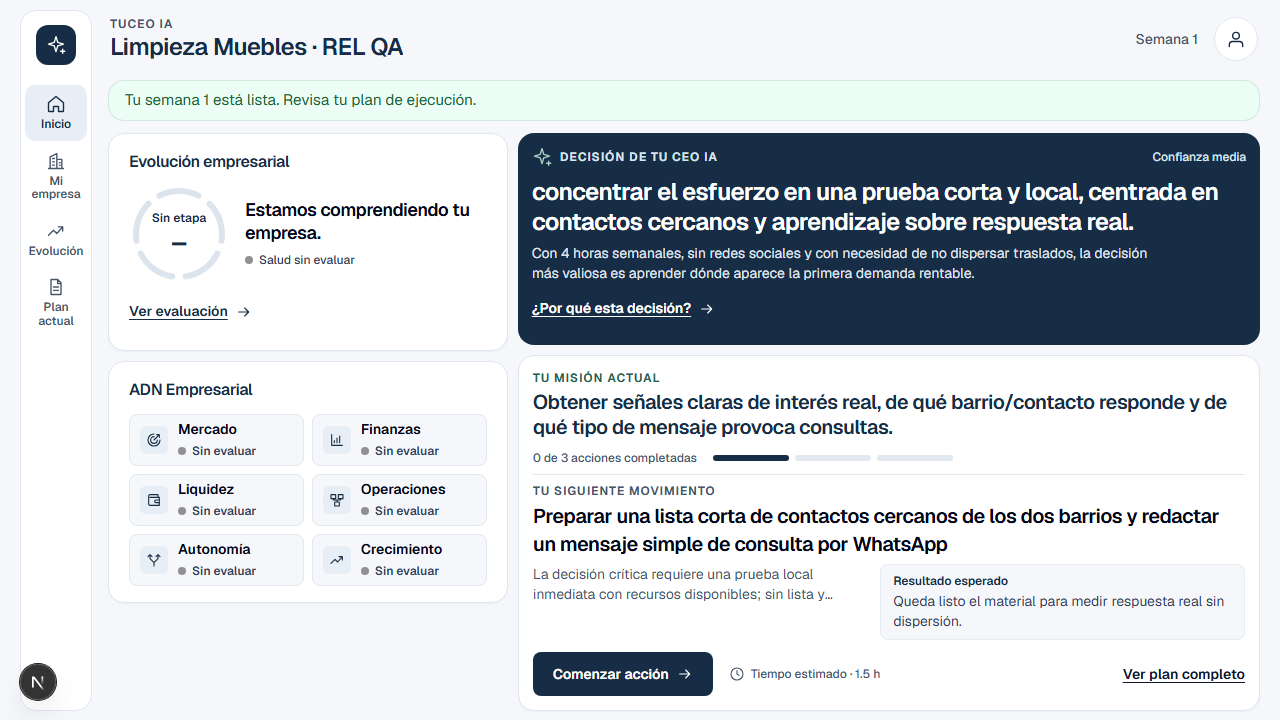 TUCEO IA
Limpieza Muebles · REL QA
Semana 1
Inicio
Mi
empresa
Evolución
Plan
actual
N
Tu semana 1 está lista. Revisa tu plan de ejecución.
Evolución empresarial
Sin etapa
–
Estamos comprendiendo tu
empresa.
Salud sin evaluar
Ver evaluación →
ADN Empresarial
Mercado
Sin evaluar
Finanzas
Sin evaluar
Liquidez
Sin evaluar
Operaciones
Sin evaluar
Autonomía
Sin evaluar
Crecimiento
Sin evaluar
DECISIÓN DE TU CEO IA
Confianza media
concentrar el esfuerzo en una prueba corta y local, centrada en
contactos cercanos y aprendizaje sobre respuesta real.
Con 4 horas semanales, sin redes sociales y con necesidad de no dispersar traslados, la decisión
más valiosa es aprender dónde aparece la primera demanda rentable.
¿Por qué esta decisión? →
TU MISIÓN ACTUAL
Obtener señales claras de interés real, de qué barrio/contacto responde y de
qué tipo de mensaje provoca consultas.
0 de 3 acciones completadas
TU SIGUIENTE MOVIMIENTO
Preparar una lista corta de contactos cercanos de los dos barrios y redactar
un mensaje simple de consulta por WhatsApp
La decisión crítica requiere una prueba local
inmediata con recursos disponibles; sin lista y…
Resultado esperado
Queda listo el material para medir respuesta real sin
dispersión.
Comenzar acción →
Tiempo estimado · 1.5 h
Ver plan completo